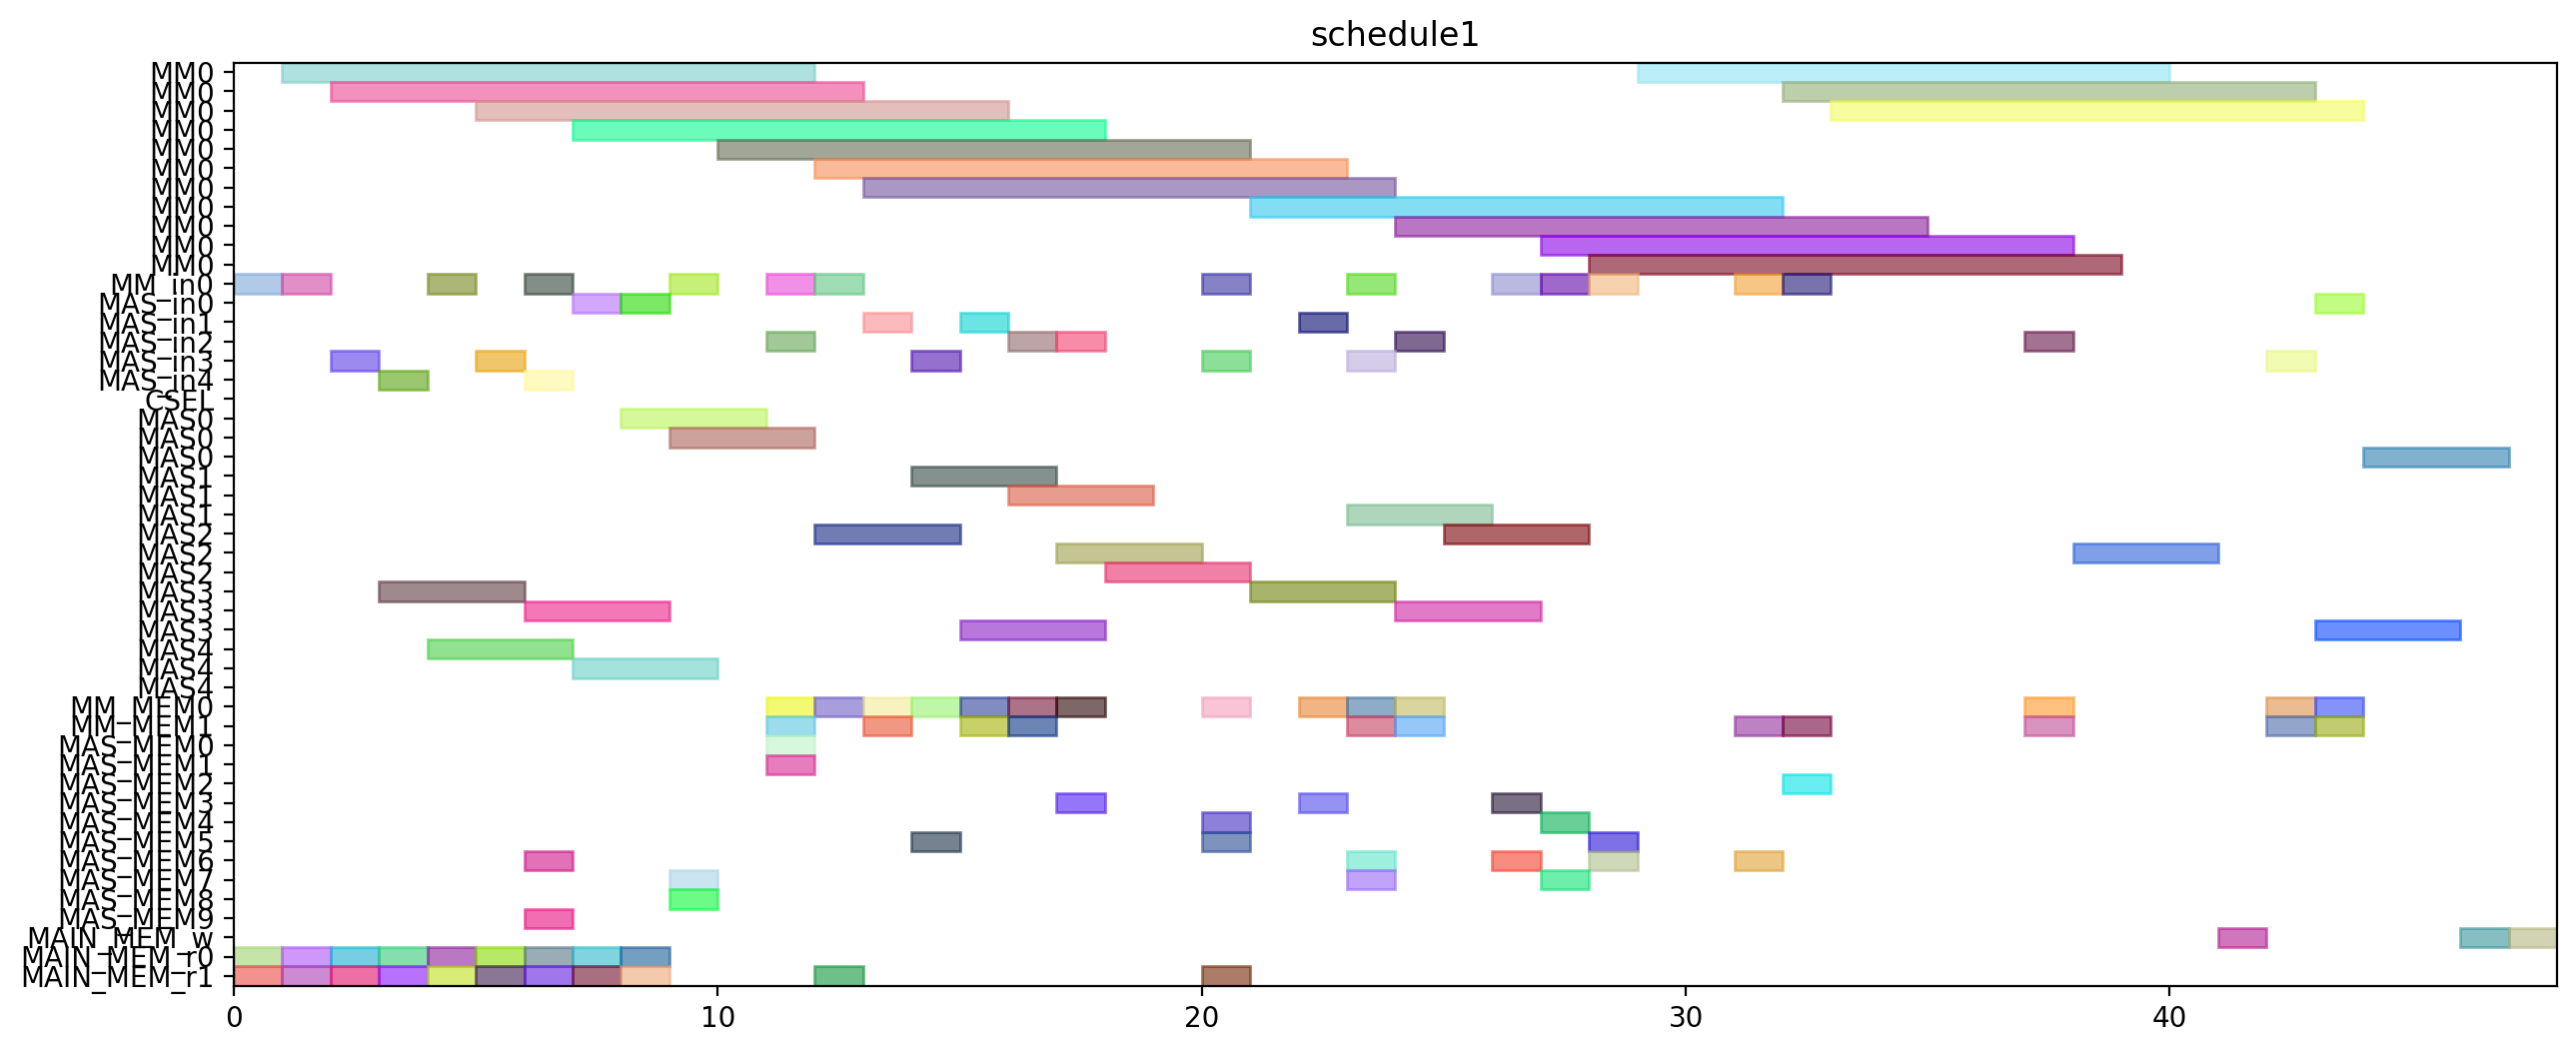 schedule1
MM0
MM0
MM0
MM0
MM0
MM0
MM0
MM0
MM0
MM0
MM0
MM_in0
MAS_in0
MAS_in1
MAS_in2
MAS_in3
MAS_in4
CSEL
MAS0
MAS0
MAS0
MAS1
MAS1
MAS1
MAS2
MAS2
MAS2
MAS3
MAS3
MAS3
MAS4
MAS4
MAS4
MM_MEM0
MM_MEM1
MAS_MEM0
MAS_MEM1
MAS_MEM2
MAS_MEM3
MAS_MEM4
MAS_MEM5
MAS_MEM6
MAS_MEM7
MAS_MEM8
MAS_MEM9
MAIN_MEM_w
MAIN_MEM_r0
MAIN_MEM_r1
0 10 20 30 40